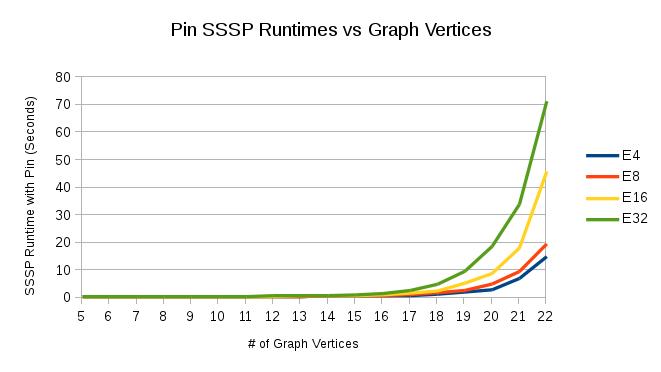 Pin SSSP Runtimes vs Graph Vertices
SSSP Runtime with Pin (Seconds)
80
70
60
50
40
30
20
10
0
5 6 7 8 9 10 11 12 13 14 15 16 17 18 19 20 21 22
# of Graph Vertices
E4
E8
E16
E32